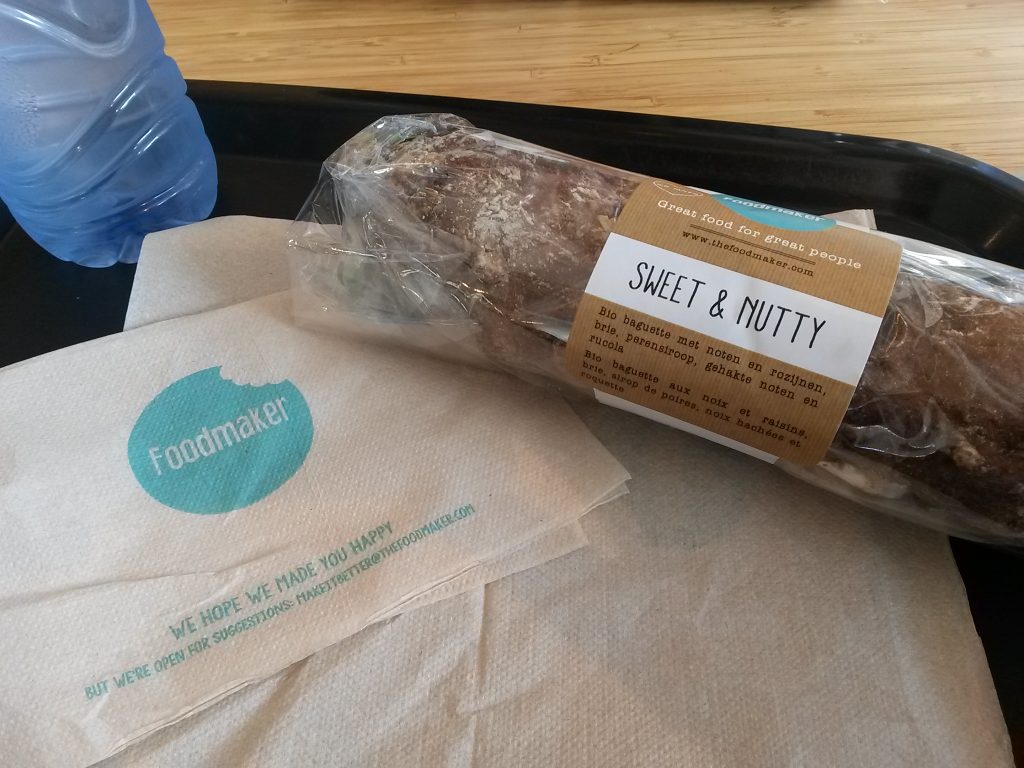 Foodmaker
Great food for great people
www.thefoodmaker.com
SWEET & NUTTY
Bio baguette met noten en rozijnen,
brie, perensiroop, gehakte noten en
rucola
Bio baguette aux noix et raisins,
brie, sirop de poires, noix hachées et
roquette
Foodmaker
WE HOPE WE MADE YOU HAPPY
BUT WE'RE OPEN FOR SUGGESTIONS: MAKEITBETTER@THEFOODMAKER.COM